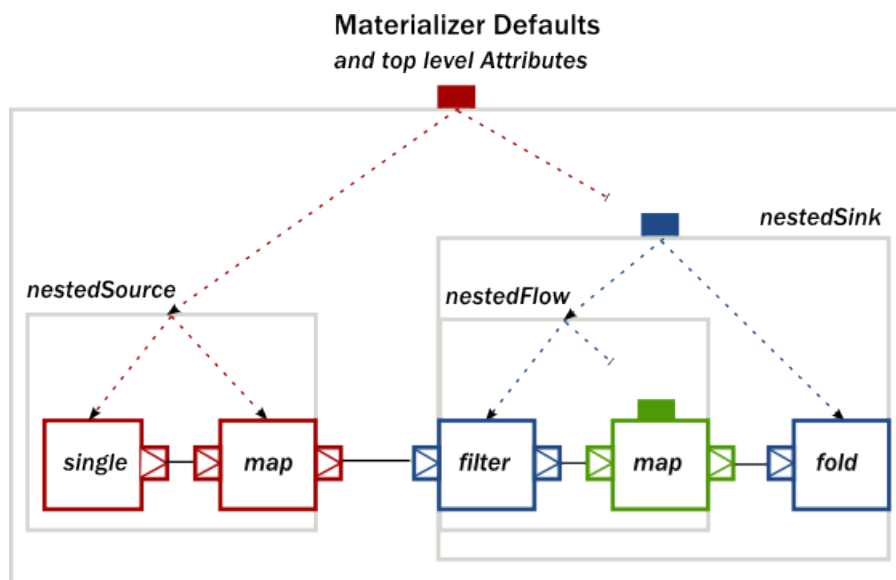 Materializer Defaults
and top level Attributes
nestedSink
nestedSource
nestedFlow
single
map
filter
map
fold